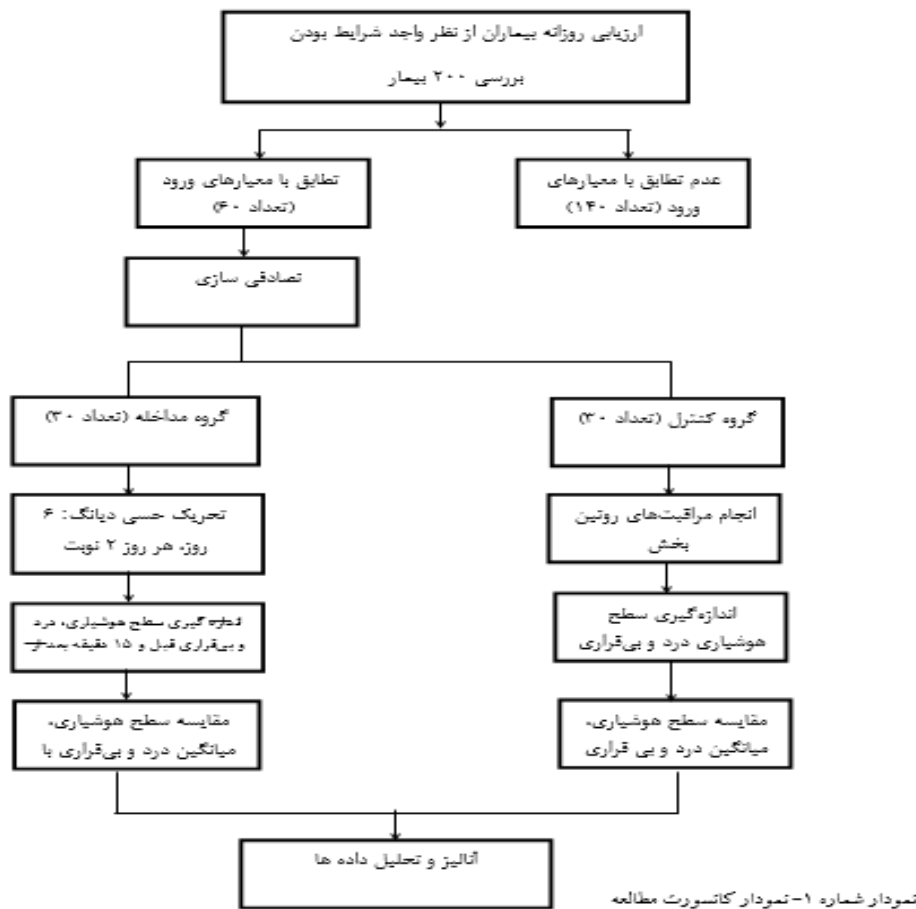 ارزیابی روزانه بیماران از نظر واجد شرایط بودن
بررسی ۲۰۰ بیمار
تطابق با معیارهای ورود
(تعداد ۶۰)
عدم تطابق با معیارهای
ورود (تعداد ۱۴۰)
تصادفی سازی
گروه مداخله (تعداد ۳۰)
گروه کنترل (تعداد ۳۰)
تحریک حسی دیانگ: ۶
روز، هر روز ۲ نوبت
انجام مراقبت‌های روتین
بخش
اندازه گیری سطح هوشیاری، درد
و بی‌قراری قبل و ۱۵ دقیقه بعد از
اندازه‌گیری سطح
هوشیاری درد و بی‌قراری
مقایسه سطح هوشیاری،
میانگین درد و بی‌قراری با
مقایسه سطح هوشیاری،
میانگین درد و بی قراری
آنالیز و تحلیل داده ها
نمودار شماره ۱- نمودار کانسورت مطالعه